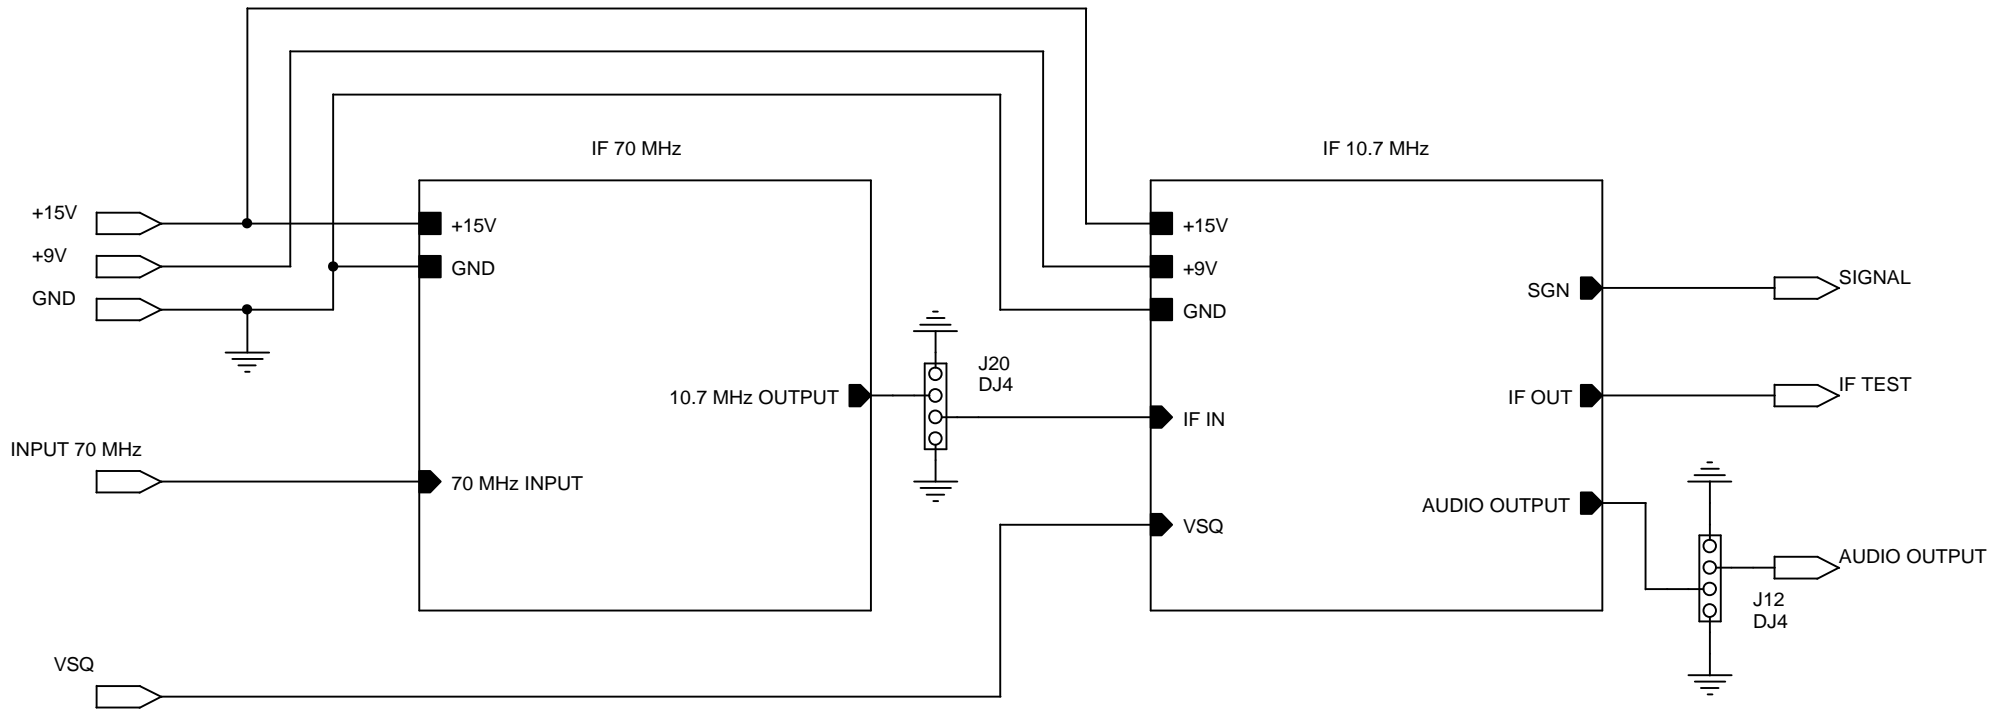 IF 70 MHz
IF 10.7 MHz
+15V
+9V
GND
+15V
GND
+15V
+9V
GND
SGN
SIGNAL
J20
DJ4
10.7 MHz OUTPUT
IF IN
IF OUT
IF TEST
INPUT 70 MHz
70 MHz INPUT
VSQ
AUDIO OUTPUT
AUDIO OUTPUT
J12
DJ4
VSQ